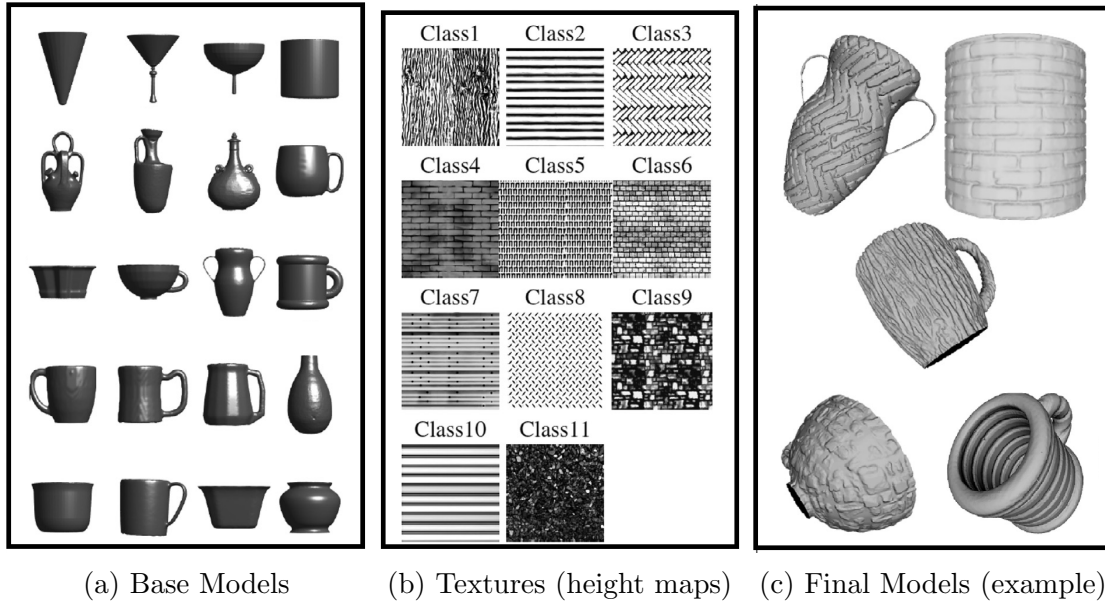 Class1 Class2 Class3
Class4 Class5 Class6
Class7 Class8 Class9
Class10 Class11
(a) Base Models (b) Textures (height maps) (c) Final Models (example)